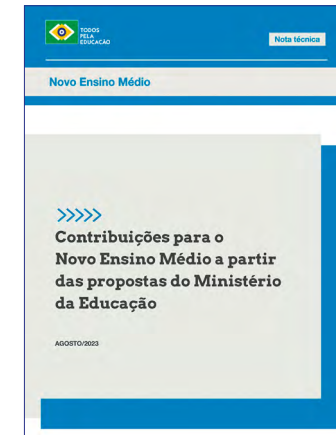 TODOS
PELA
EDUCAÇÃO
Nota técnica
Novo Ensino Médio
Contribuições para o
Novo Ensino Médio a partir
das propostas do Ministério
da Educação
AGOSTO/2023